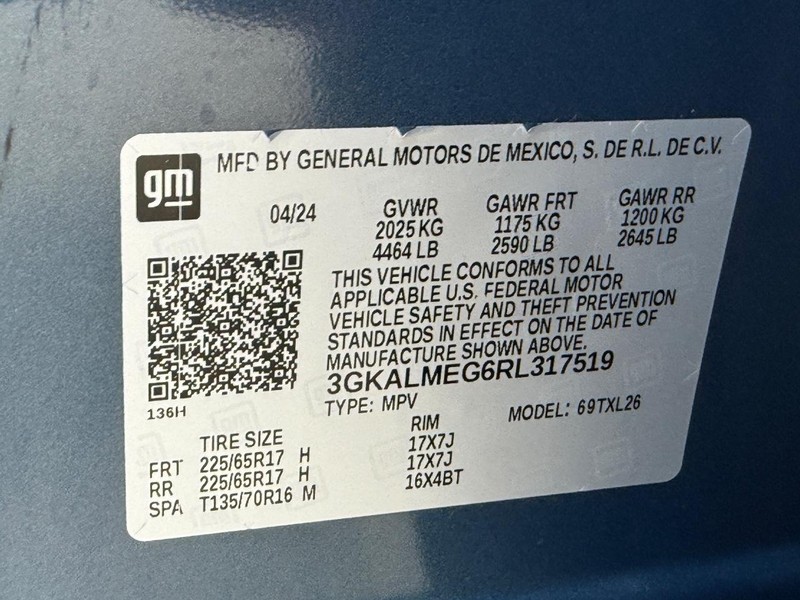 gm MFD BY GENERAL MOTORS DE MEXICO, S. DE R.L. DE C.V.
04/24 GVWR GAWR FRT GAWR RR
2025 KG 1175 KG 1200 KG
4464 LB 2590 LB 2645 LB
THIS VEHICLE CONFORMS TO ALL
APPLICABLE U.S. FEDERAL MOTOR
VEHICLE SAFETY AND THEFT PREVENTION
STANDARDS IN EFFECT ON THE DATE OF
MANUFACTURE SHOWN ABOVE.
3GKALMEG6RL317519
136H
TYPE: MPV MODEL: 69TXL26
TIRE SIZE RIM
FRT 225/65R17 H 17X7J
RR 225/65R17 H 17X7J
SPA T135/70R16 M 16X4BT